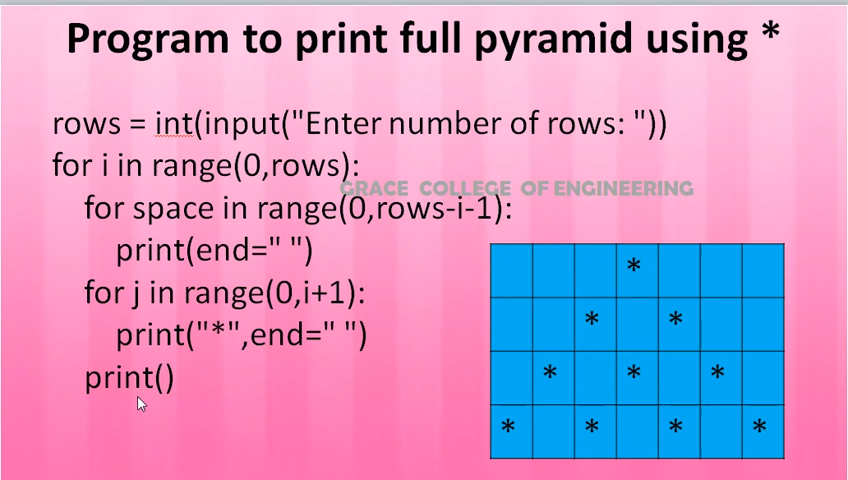 Program to print full pyramid using *
rows = int(input("Enter number of rows: "))
for i in range(0,rows):
GRACE COLLEGE OF ENGINEERING
for space in range(0,rows-i-1):
print(end=" ")
for j in range(0,i+1):
print("*",end=" ")
print()
*
* *
* * *
* * * *